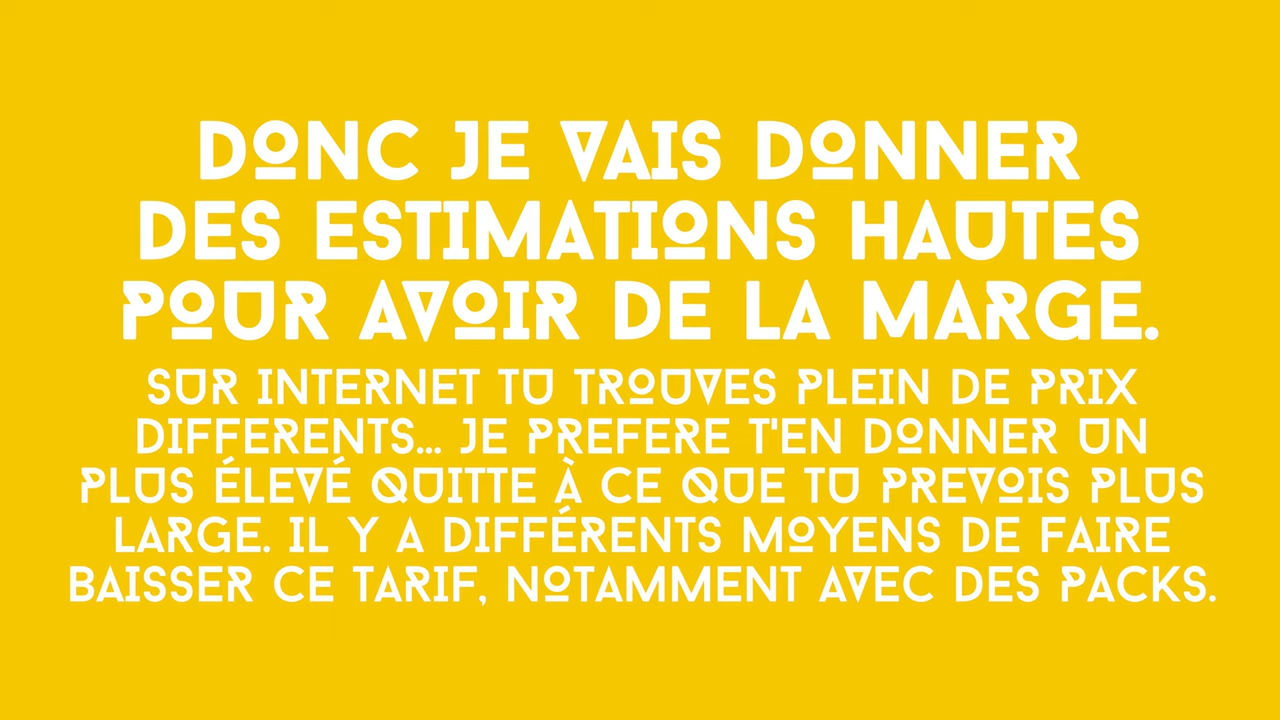 DONC JE VAIS DONNER
DES ESTIMATIONS HAUTES
POUR AVOIR DE LA MARGE.
SUR INTERNET TU TROUVES PLEIN DE PRIX
DIFFERENTS... JE PREFERE T'EN DONNER UN
PLUS ÉLEVÉ QUITTE À CE QUE TU PREVOIS PLUS
LARGE. IL Y A DIFFÉRENTS MOYENS DE FAIRE
BAISSER CE TARIF, NOTAMMENT AVEC DES PACKS.